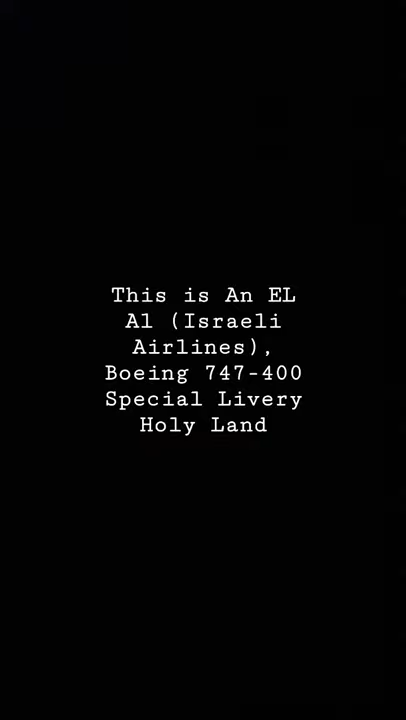 This is An EL
Al (Israeli
Airlines),
Boeing 747-400
Special Livery
Holy Land